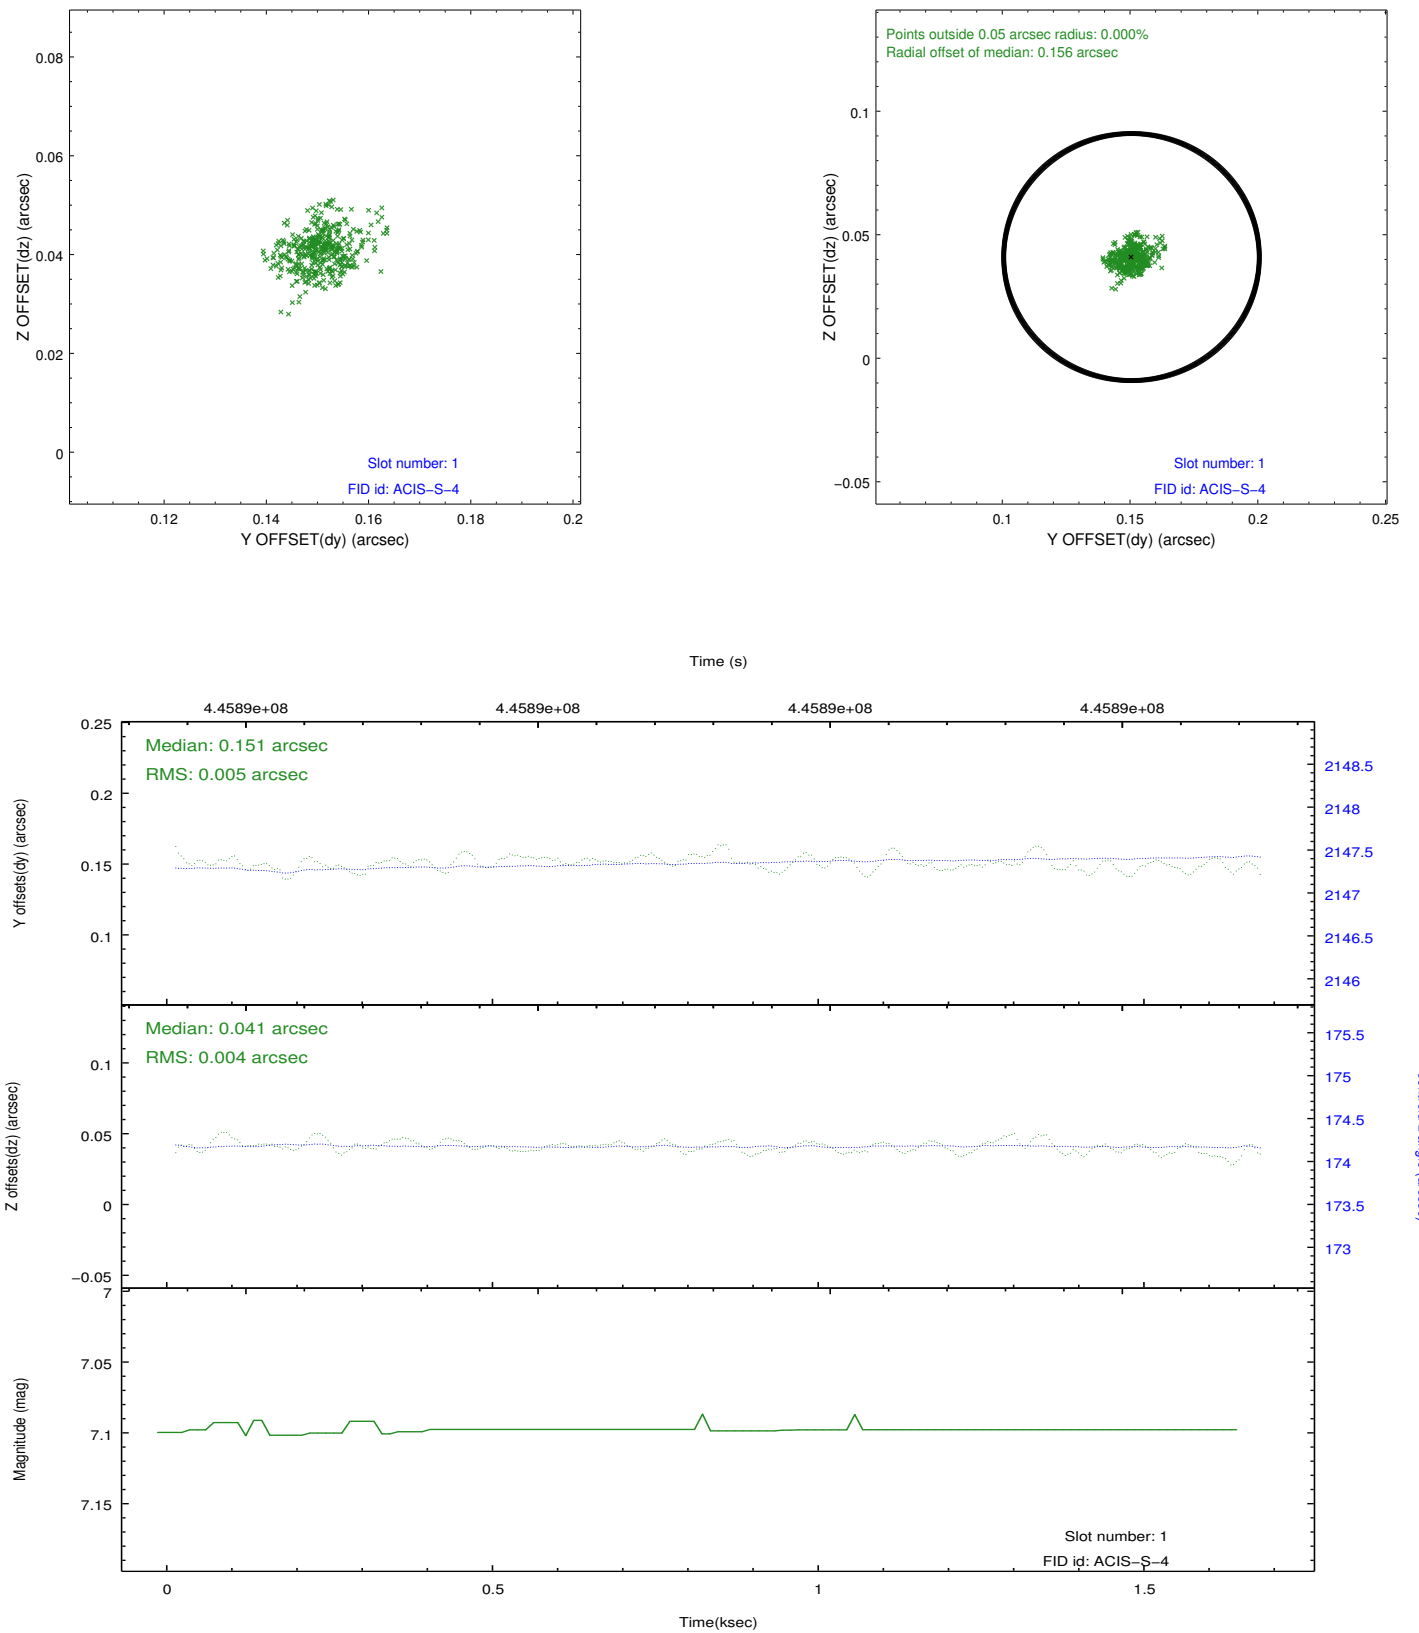 0.08
0.06
0.04
0.02
0
Z OFFSET(dz) (arcsec)
Slot number: 1
FID id: ACIS−S−4
0.12 0.14 0.16 0.18 0.2
Y OFFSET(dy) (arcsec)
Points outside 0.05 arcsec radius: 0.000%
Radial offset of median: 0.156 arcsec
0.1
0.05
0
−0.05
Z OFFSET(dz) (arcsec)
Slot number: 1
FID id: ACIS−S−4
0.1 0.15 0.2 0.25
Y OFFSET(dy) (arcsec)
Time (s)
4.4589e+08 4.4589e+08 4.4589e+08 4.4589e+08
0.25
0.2
0.15
0.1
Y offsets(dy) (arcsec)
Median: 0.151 arcsec
RMS: 0.005 arcsec
2148.5
2148
2147.5
2147
2146.5
2146
0.1
0.05
0
−0.05
Z offsets(dz) (arcsec)
Median: 0.041 arcsec
RMS: 0.004 arcsec
175.5
175
174.5
174
173.5
173
7
7.05
7.1
7.15
Magnitude (mag)
Slot number: 1
FID id: ACIS−S−4
0 0.5 1 1.5
Time(ksec)